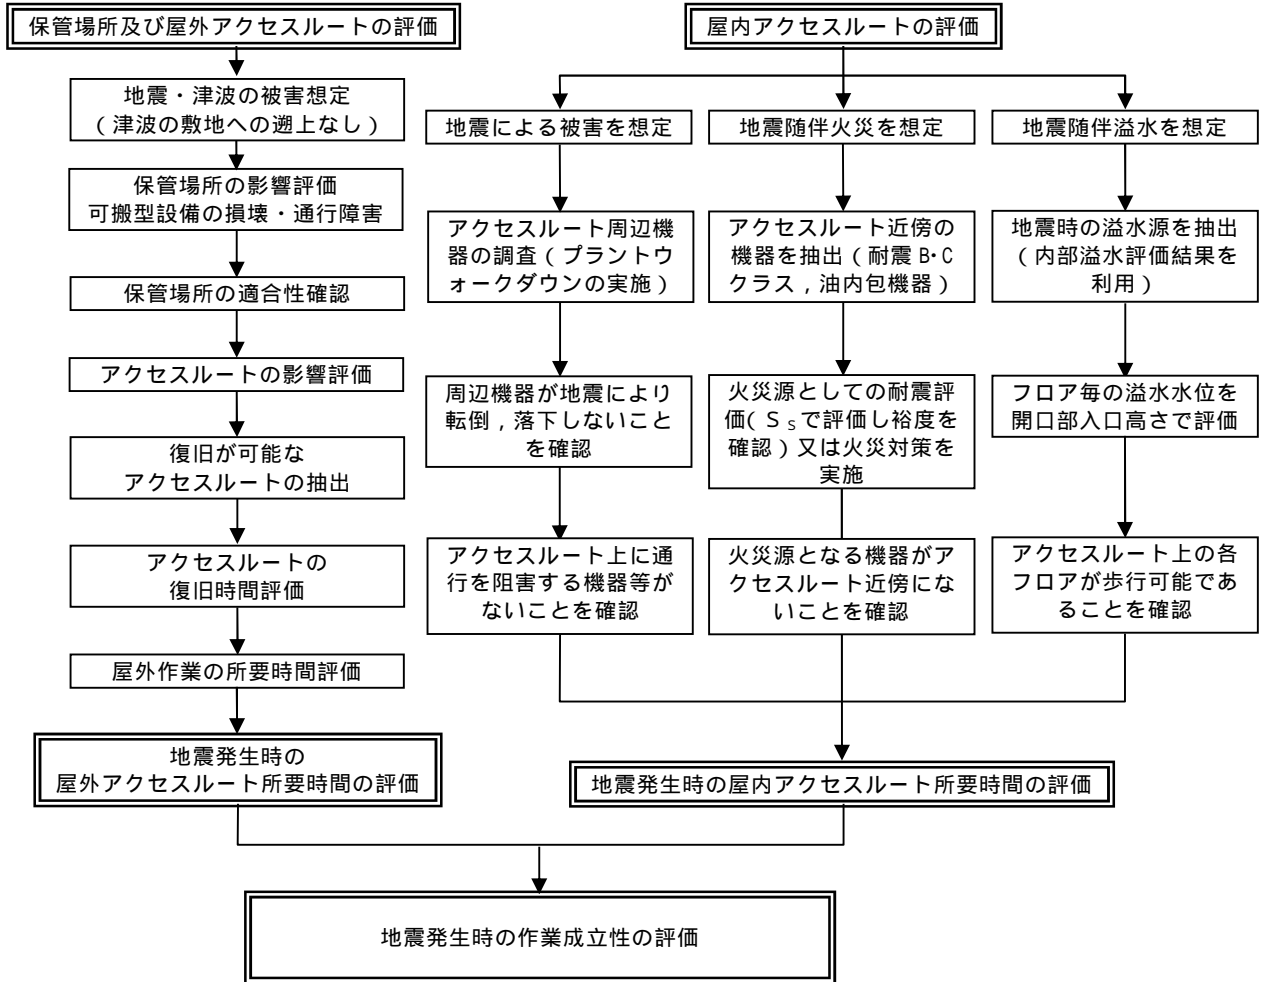 保管場所及び屋外アクセスルートの評価
地震・津波の被害想定
(津波の敷地への遡上なし)
保管場所の影響評価
可搬型設備の損壊・通行障害
保管場所の適合性確認
アクセスルートの影響評価
復旧が可能な
アクセスルートの抽出
アクセスルートの
復旧時間評価
屋外作業の所要時間評価
地震発生時の
屋外アクセスルート所要時間の評価
屋内アクセスルートの評価
地震による被害を想定
アクセスルート周辺機
器の調査(プラントウ
ォークダウンの実施)
周辺機器が地震により
転倒,落下しないこと
を確認
アクセスルート上に通
行を阻害する機器等が
ないことを確認
地震随伴火災を想定
アクセスルート近傍の
機器を抽出(耐震B・C
クラス,油内包機器)
火災源としての耐震評
価(Ssで評価し裕度を
確認)又は火災対策を
実施
火災源となる機器がア
クセスルート近傍にな
いことを確認
地震随伴溢水を想定
地震時の溢水源を抽出
(内部溢水評価結果を
利用)
フロア毎の溢水水位を
開口部入口高さで評価
アクセスルート上の各
フロアが歩行可能であ
ることを確認
地震発生時の屋内アクセスルート所要時間の評価
地震発生時の作業成立性の評価